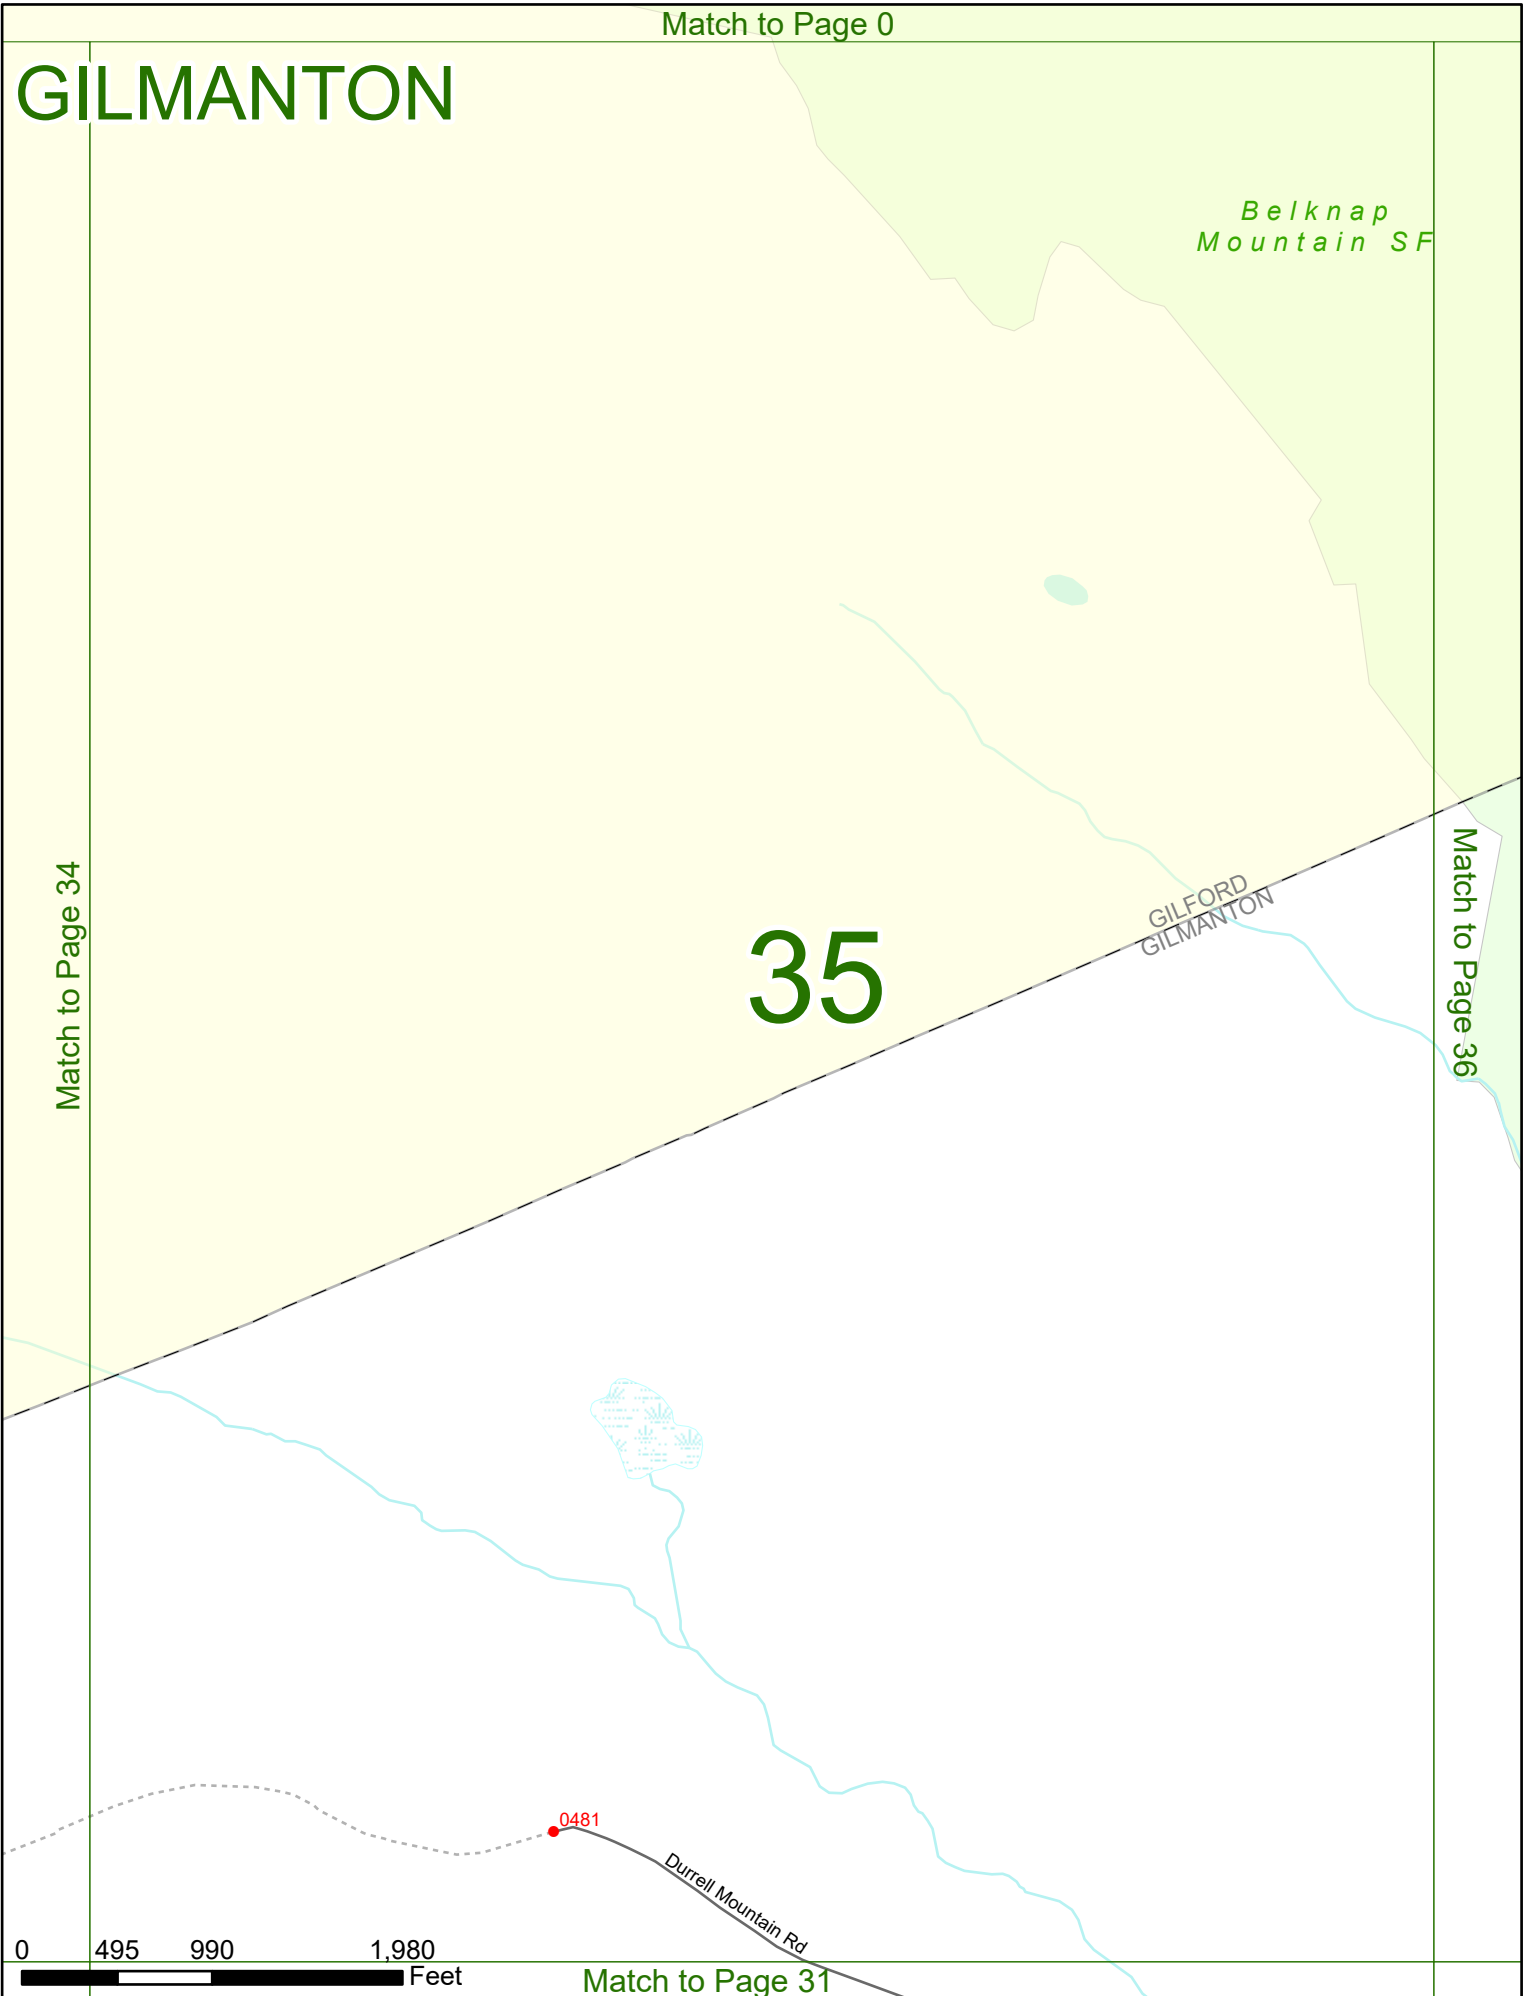 Match to Page 0
GILMANTON
Belknap
Mountain SF
Match to Page 34
35
GILFORD
GILMANTON
Match to Page 36
0481
Durrell Mountain Rd
0 495 990 1,980
Feet
Match to Page 31